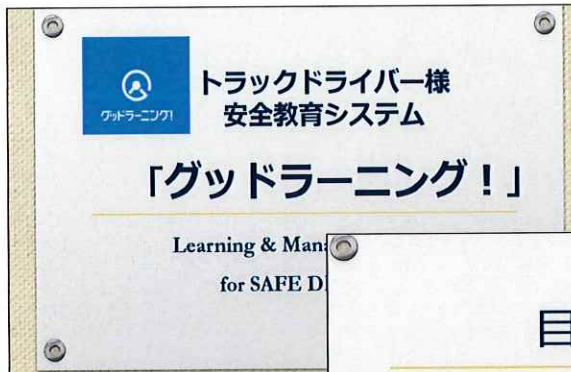 グッドラーニング!
トラックドライバー様
安全教育システム
「グッドラーニング！」
Learning &
for SAFE
目